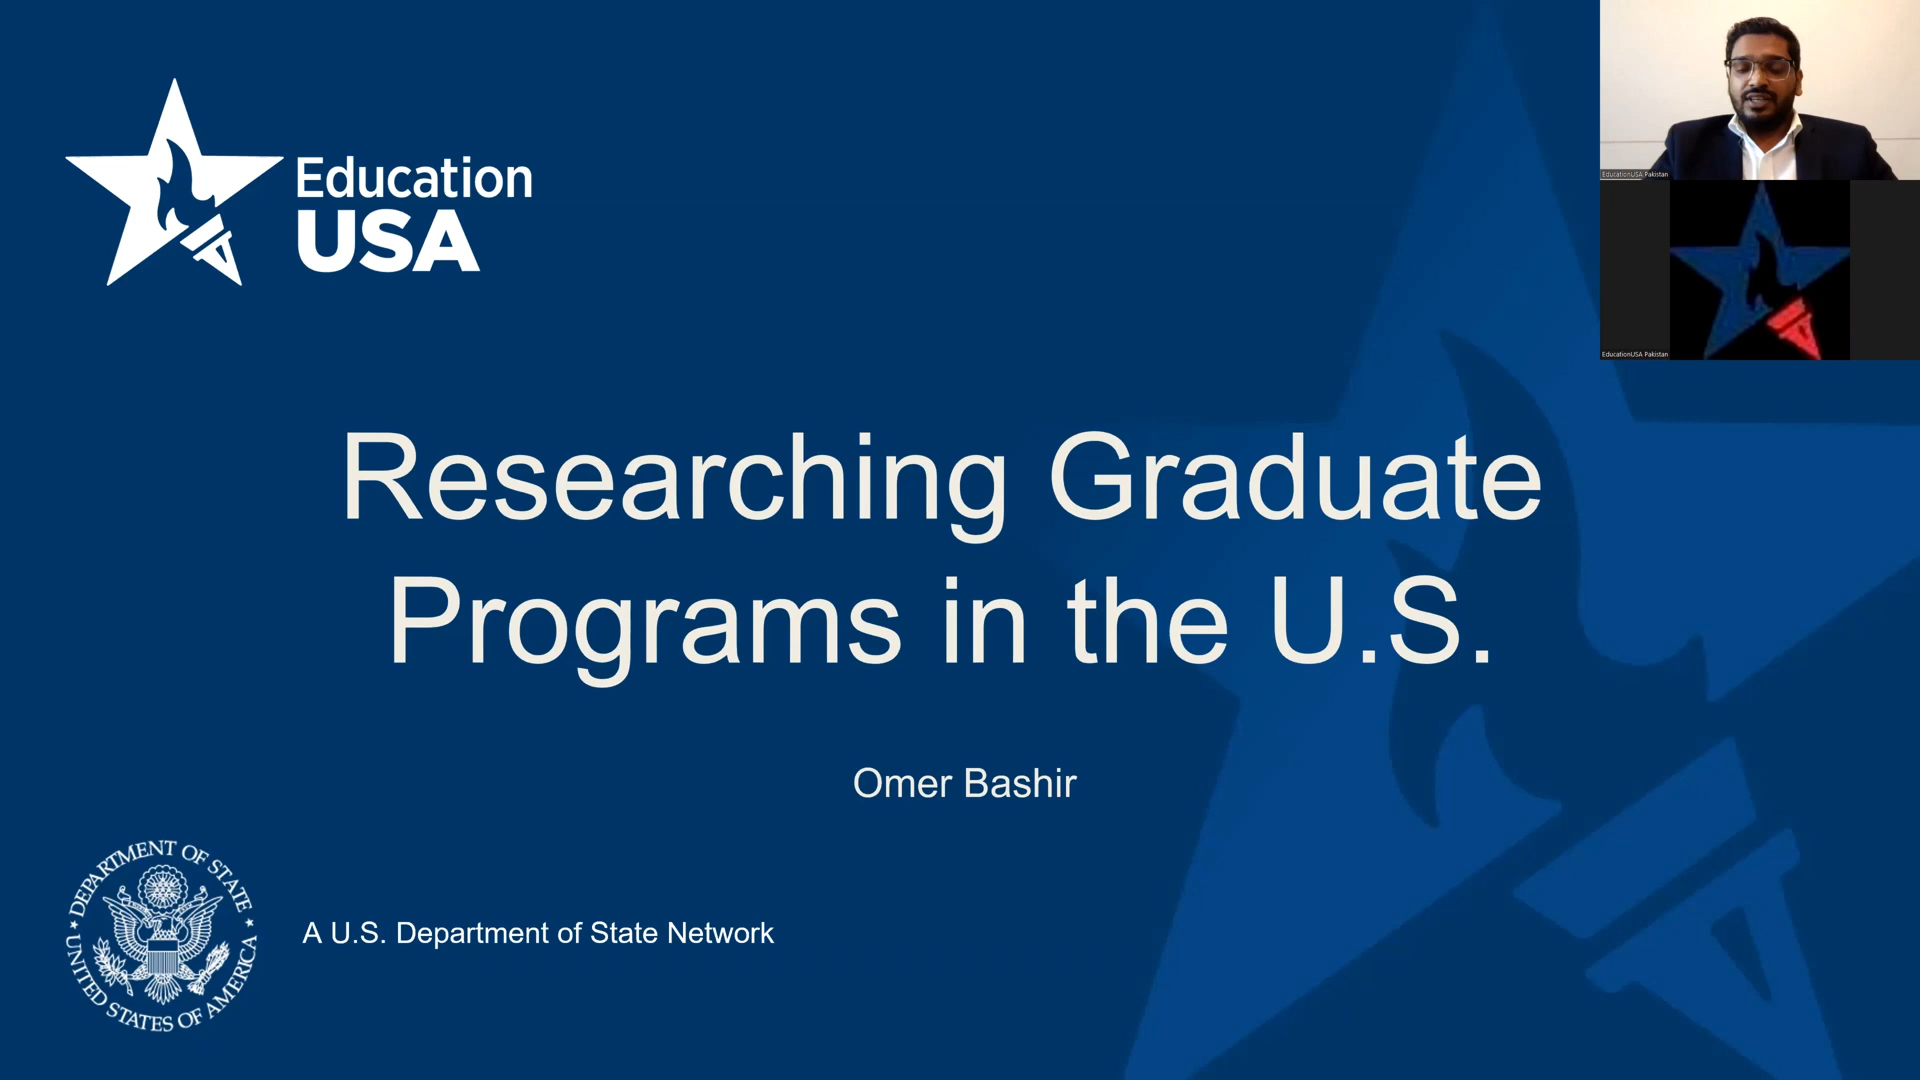 Education
USA
EducationUSA Pakistan
EducationUSA Pakistan
Researching Graduate
Programs in the U.S.
Omer Bashir
DEPARTMENT OF STATE
UNITED STATES OF AMERICA
A U.S. Department of State Network